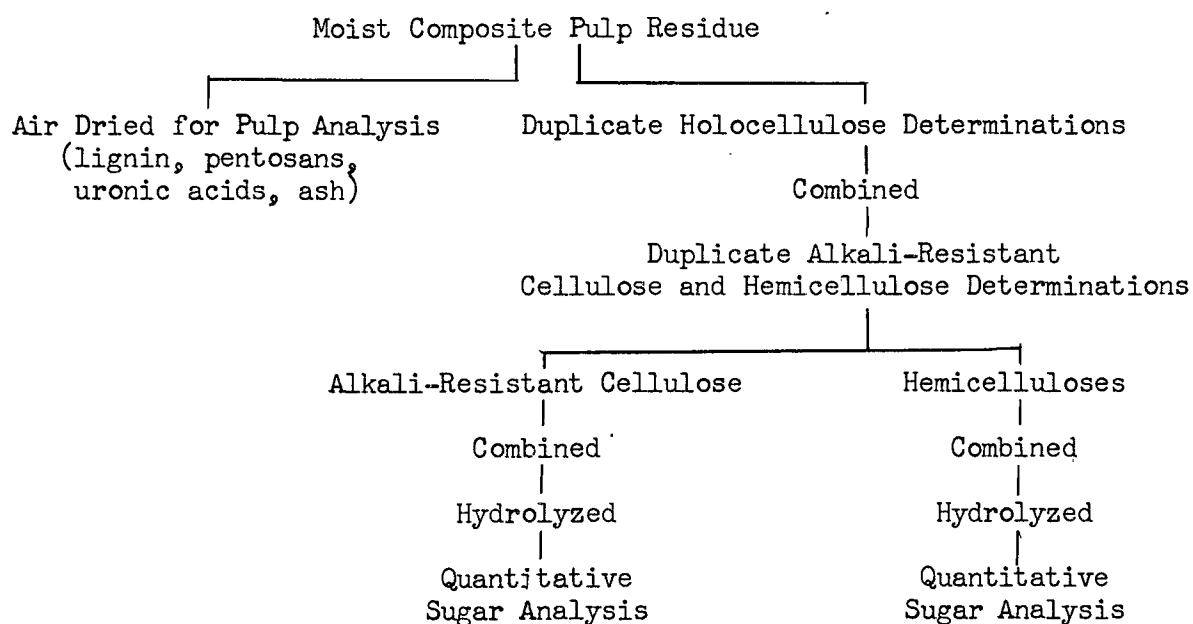 Moist Composite Pulp Residue
Air Dried for Pulp Analysis
(lignin, pentosans,
uronic acids, ash)
Duplicate Holocellulose Determinations
Combined
Duplicate Alkali-Resistant
Cellulose and Hemicellulose Determinations
Alkali-Resistant Cellulose
Hemicelluloses
Combined
Combined
Hydrolyzed
Hydrolyzed
Quantitative
Sugar Analysis
Quantitative
Sugar Analysis